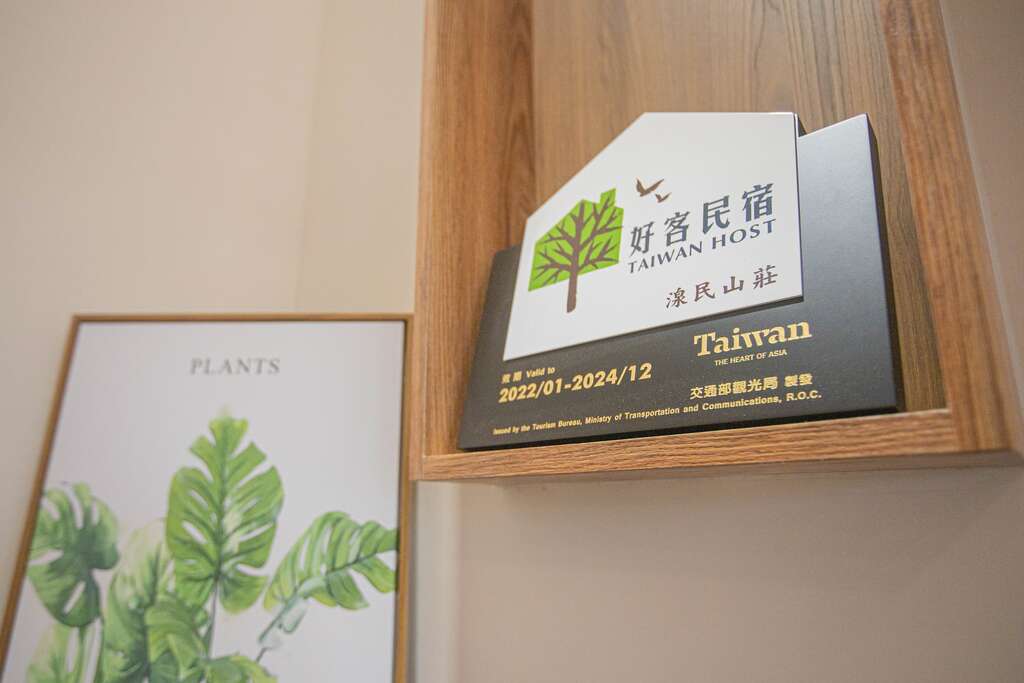 好客民宿
TAIWAN HOST
湶民山莊
效期 Valid to
2022/01-2024/12
Taiwan
THE HEART OF ASIA
交通部觀光局 製發
Issued by the Tourism Bureau, Ministry of Transportation and Communications, R.O.C.
PLANTS